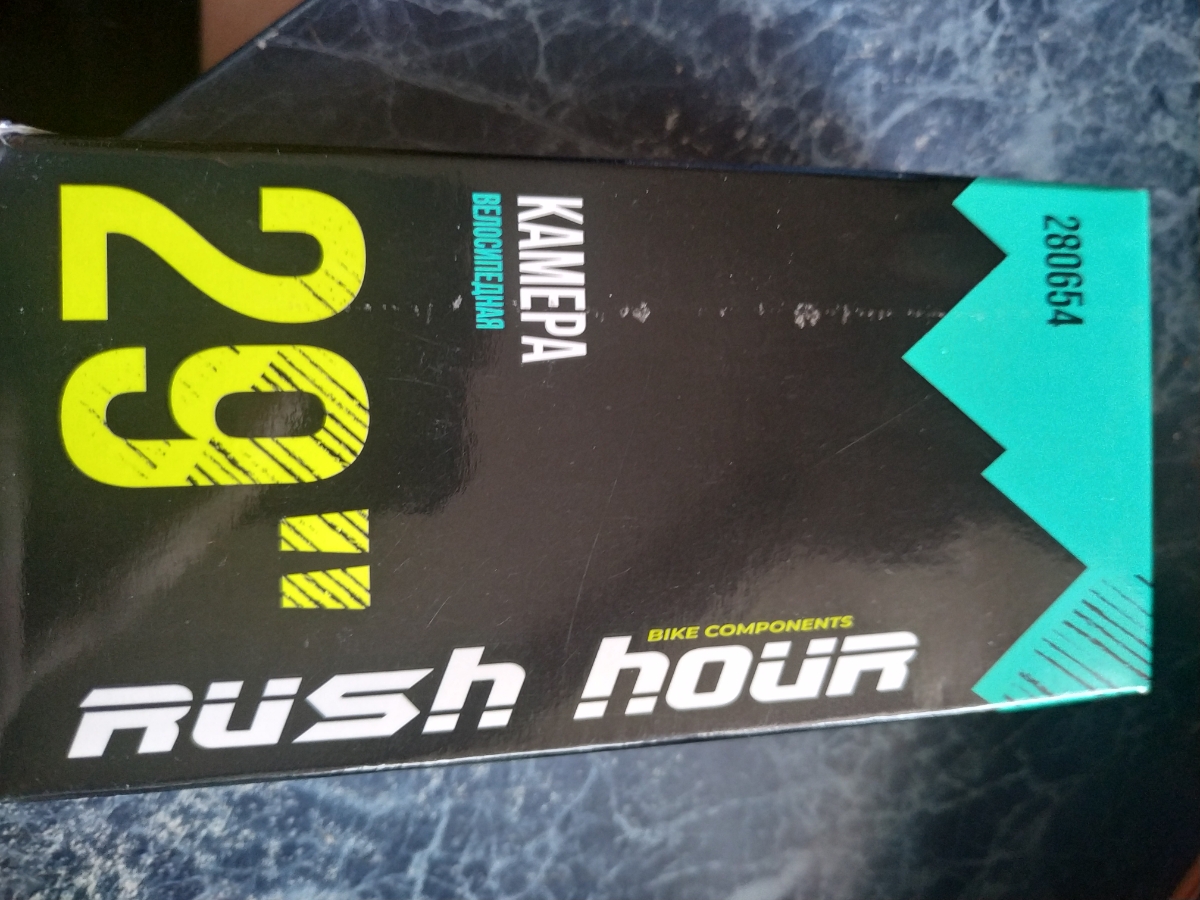 280654
КАМЕРА
ВЕЛОСИПЕДНАЯ
29"
BIKE COMPONENTS
RUSH HOUR